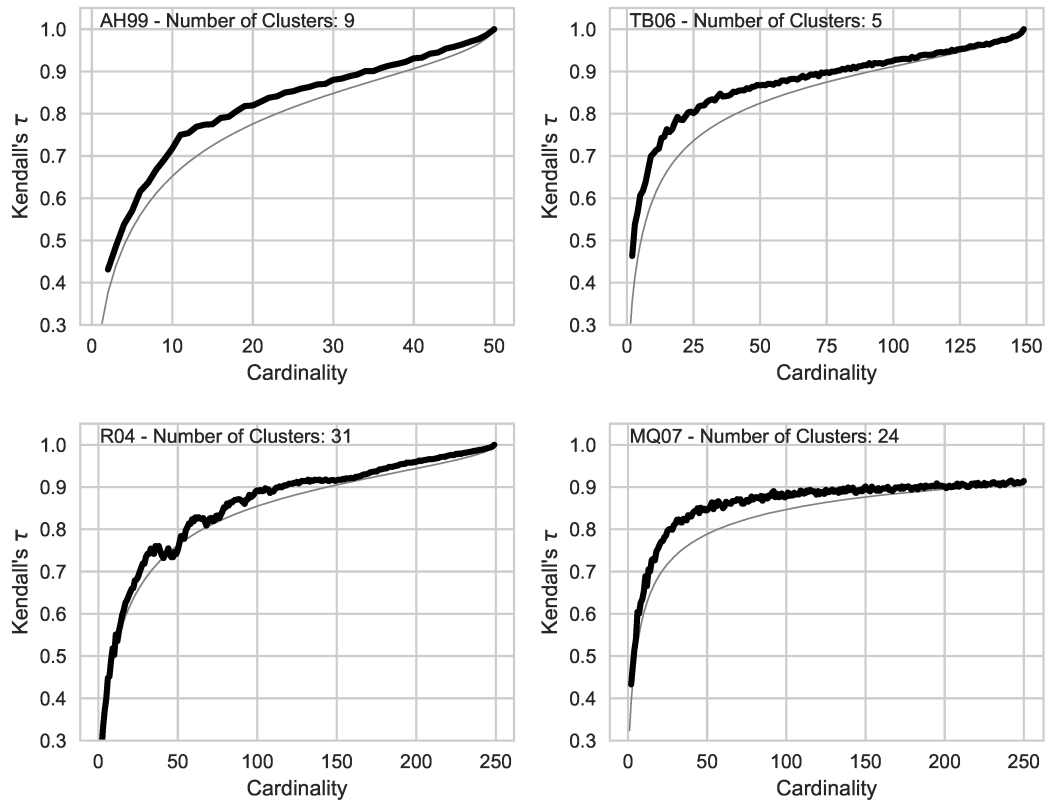 AH99 - Number of Clusters: 9
1.0
0.9
0.8
0.7
0.6
0.5
0.4
0.3
Kendall's τ
0 10 20 30 40 50
Cardinality
TB06 - Number of Clusters: 5
1.0
0.9
0.8
0.7
0.6
0.5
0.4
0.3
Kendall's τ
0 25 50 75 100 125 150
Cardinality
R04 - Number of Clusters: 31
1.0
0.9
0.8
0.7
0.6
0.5
0.4
0.3
Kendall's τ
0 50 100 150 200 250
Cardinality
MQ07 - Number of Clusters: 24
1.0
0.9
0.8
0.7
0.6
0.5
0.4
0.3
Kendall's τ
0 50 100 150 200 250
Cardinality